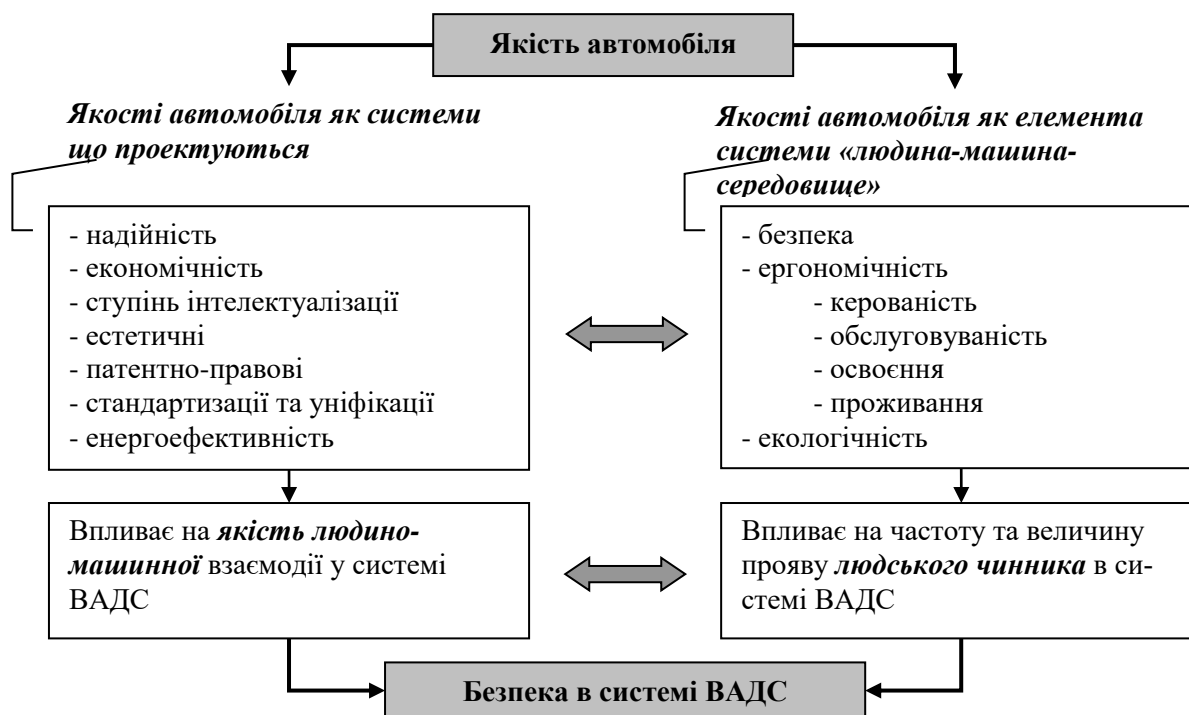 Якість автомобіля
Якості автомобіля як системи
що проектуються
- надійність
- економічність
- ступінь інтелектуалізації
- естетичні
- патентно-правові
- стандартизації та уніфікації
- енергоефективність
Впливає на якість людино-
машинної взаємодії у системі
ВАДС
Якості автомобіля як елемента
системи «людина-машина-
середовище»
- безпека
- ергономічність
- керованість
- обслуговуваність
- освоєння
- проживання
- екологічність
Впливає на частоту та величину
прояву людського чинника в си-
стемі ВАДС
Безпека в системі ВАДС